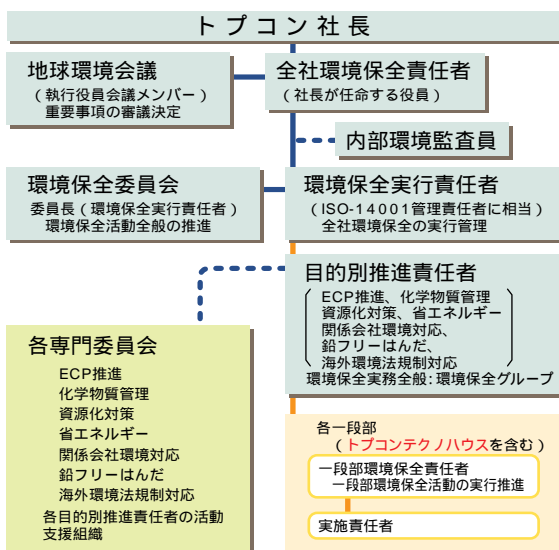 トプコン社長
地球環境会議
（執行役員会議メンバー）
重要事項の審議決定
全社環境保全責任者
（社長が任命する役員）
内部環境監査員
環境保全委員会
委員長（環境保全実行責任者）
環境保全活動全般の推進
環境保全実行責任者
（ISO-14001管理責任者に相当）
全社環境保全の実行管理
目的別推進責任者
ECP推進、化学物質管理
資源化対策、省エネルギー
関係会社環境対応、
鉛フリーはんだ、
海外環境法規制対応
環境保全実務全般：環境保全グループ
各専門委員会
ECP推進
化学物質管理
資源化対策
省エネルギー
関係会社環境対応
鉛フリーはんだ
海外環境法規制対応
各目的別推進責任者の活動
支援組織
各一段部
（トプコンテクノハウスを含む）
一段部環境保全責任者
一段部環境保全活動の実行推進
実施責任者